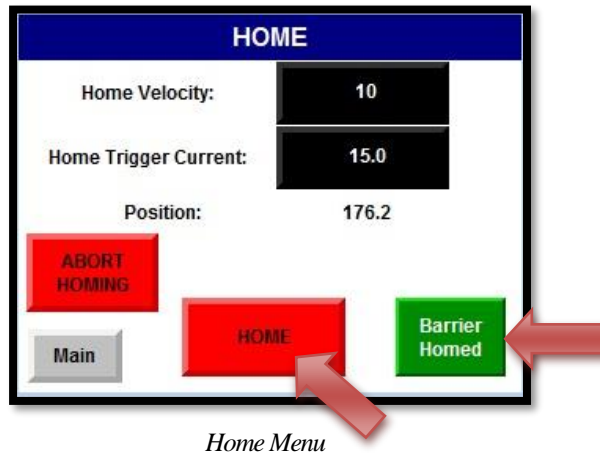 HOME
Home Velocity: 10
Home Trigger Current: 15.0
Position: 176.2
ABORT
HOMING
HOME
Barrier
Homed
Main
Home Menu